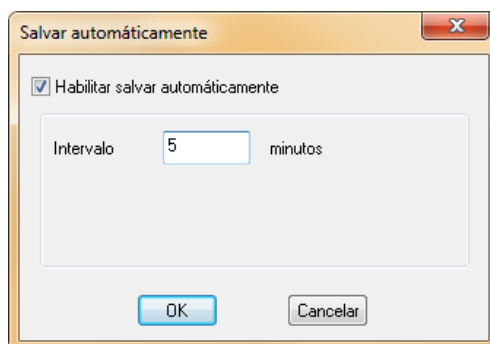 Salvar automáticamente
Habilitar salvar automáticamente
Intervalo 5 minutos
OK Cancelar